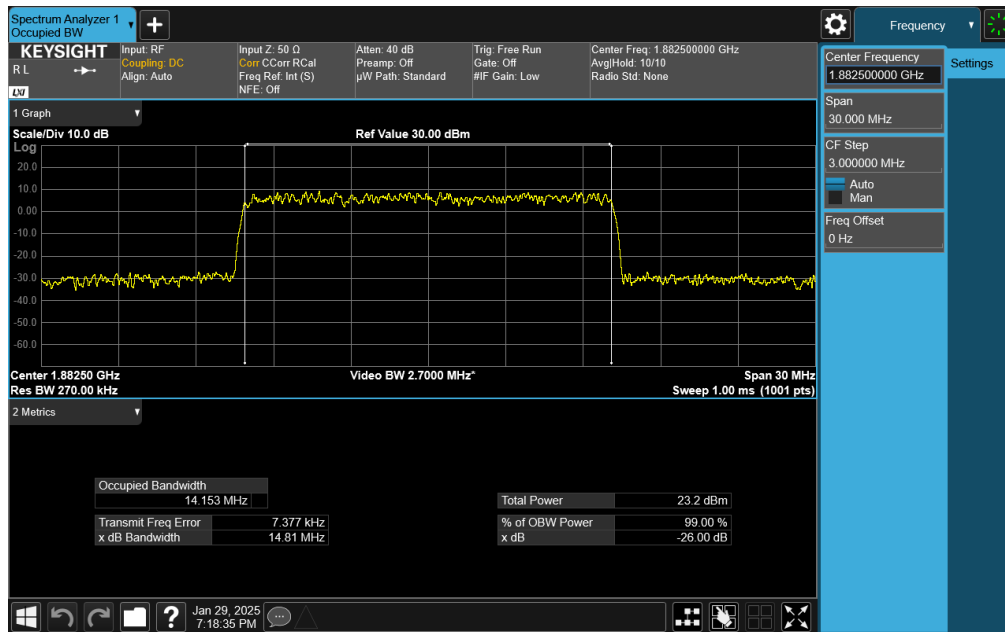 Spectrum Analyzer 1
Occupied BW
+
Frequency
KEYSIGHT
R L
LXI
Input: RF
Coupling: DC
Align: Auto
Input Z: 50 Ω
Corr CCorr RCal
Freq Ref: Int (S)
NFE: Off
Atten: 40 dB
Preamp: Off
µW Path: Standard
Trig: Free Run
Gate: Off
#IF Gain: Low
Center Freq: 1.882500000 GHz
Avg|Hold: 10/10
Radio Std: None
Center Frequency
1.882500000 GHz
Settings
Span
30.000 MHz
CF Step
3.000000 MHz
Auto
Man
Freq Offset
0 Hz
1 Graph
Scale/Div 10.0 dB
Ref Value 30.00 dBm
Log
20.0
10.0
0.00
-10.0
-20.0
-30.0
-40.0
-50.0
-60.0
Center 1.88250 GHz
Video BW 2.7000 MHz*
Span 30 MHz
Res BW 270.00 kHz
Sweep 1.00 ms (1001 pts)
2 Metrics
Occupied Bandwidth
14.153 MHz
Transmit Freq Error 7.377 kHz
x dB Bandwidth 14.81 MHz
Total Power 23.2 dBm
% of OBW Power 99.00 %
x dB -26.00 dB
?
Jan 29, 2025
7:18:35 PM